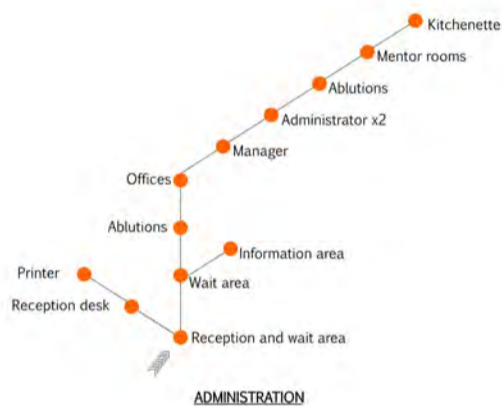 Kitchenette
Mentor rooms
Ablutions
Administrator x2
Manager
Offices
Ablutions
Information area
Printer
Wait area
Reception desk
Reception and wait area
ADMINISTRATION